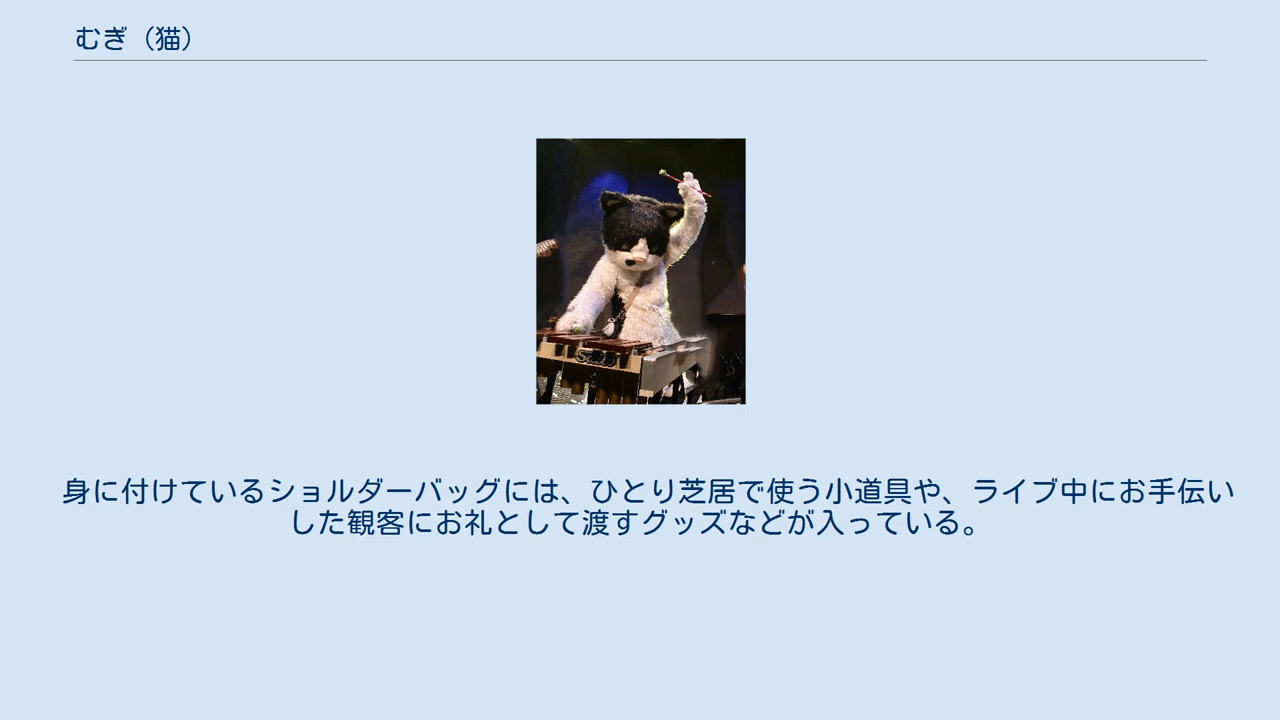 むぎ（猫）
身に付けているショルダーバッグには、ひとり芝居で使う小道具や、ライブ中にお手伝い
した観客にお礼として渡すグッズなどが入っている。